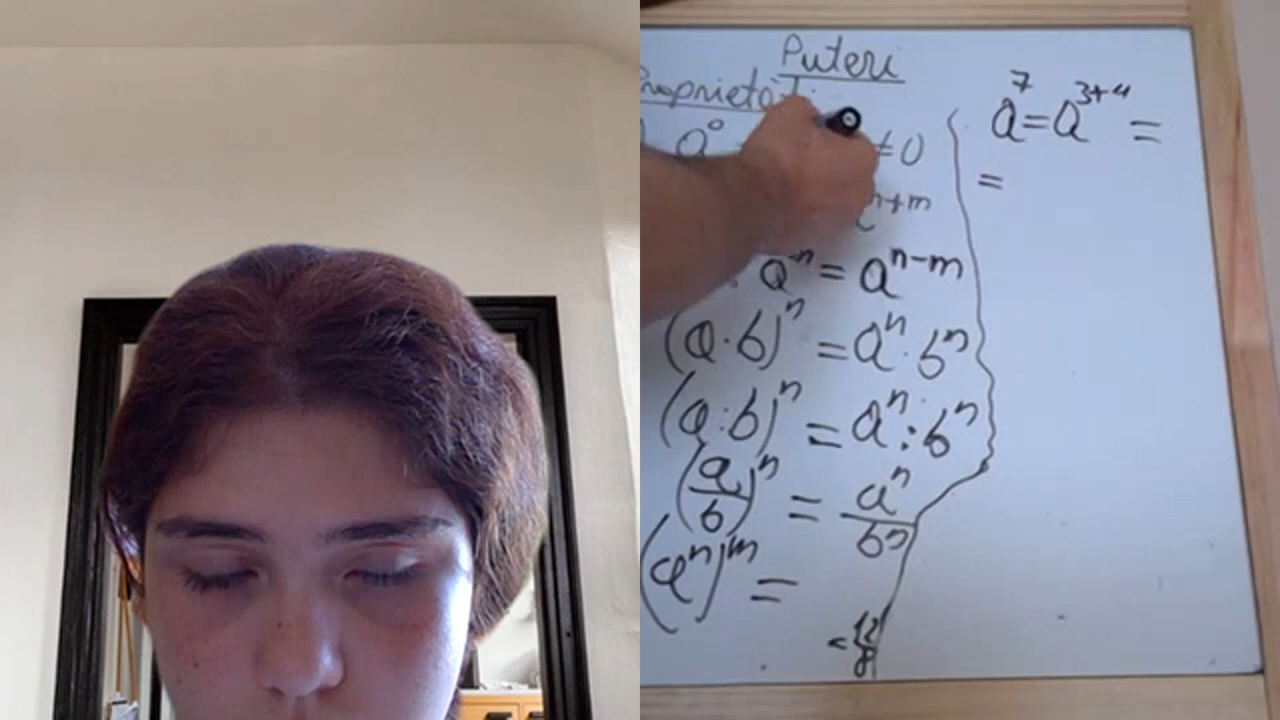 Puteri
Proprietăți
a⁰ ≠ 0
n+m
: aⁿ = aⁿ⁻ᵐ
(a·b)ⁿ = aⁿ·bⁿ
(a:b)ⁿ = aⁿ:bⁿ
(a/b)ⁿ = aⁿ/bⁿ
(aⁿ)ᵐ =
a⁷ = a³⁺⁴ =
=